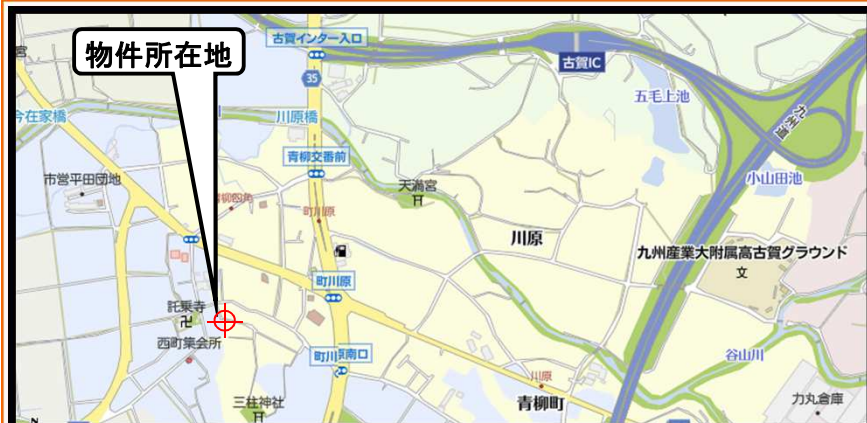 物件所在地
古賀インター入口
35
古賀IC
五毛上池
九州道
今在家橋
川原橋
青柳交番前
市営平田団地
天満宮
小山田池
青柳四角
町川原
川原
九州産業大附属高古賀グラウンド
文
町川原
託乗寺
西町集会所
谷山川
川原
三柱神社
青柳町
力丸倉庫